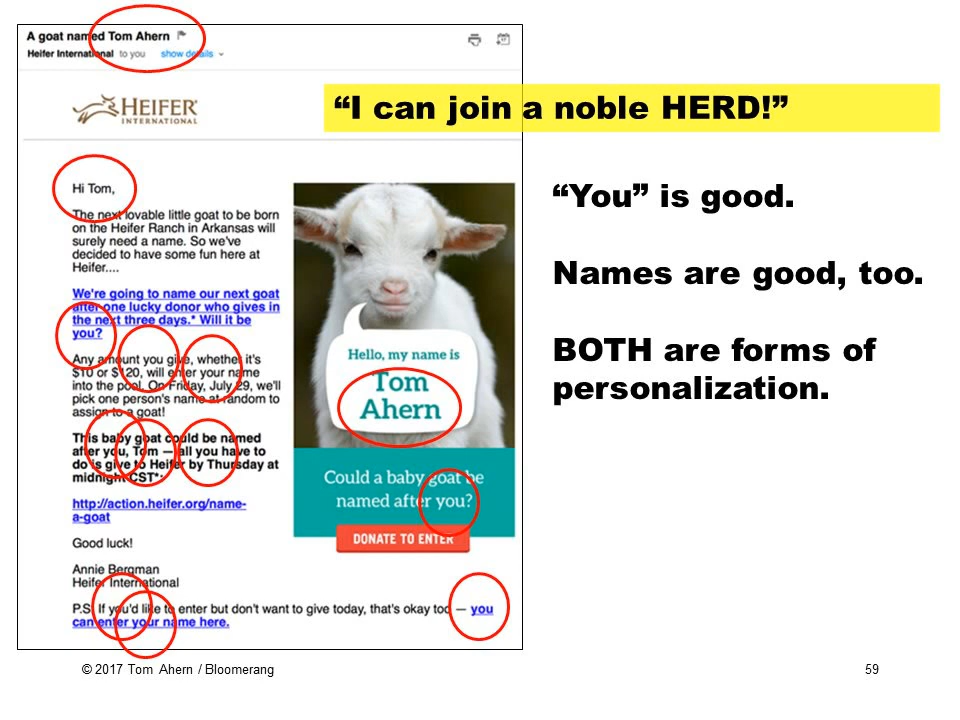 A goat named Tom Ahern
Heifer International to you show details
HEIFER
INTERNATIONAL
“I can join a noble HERD!”
Hi Tom,
The next lovable little goat to be born
on the Heifer Ranch in Arkansas will
surely need a name. So we've
decided to have some fun here at
Heifer....
We're going to name our next goat
after one lucky donor who gives in
the next three days.* Will it be
you?
Any amount you give, whether it's
$10 or $120, will enter your name
into the pool. On Friday, July 29, we'll
pick one person's name at random to
assign to a goat!
This baby goat could be named
after you, Tom — all you have to
do is give to Heifer by Thursday at
midnight CST*:
http://action.heifer.org/name-
a-goat
Good luck!
Annie Bergman
Heifer International
P.S. If you'd like to enter but don't want to give today, that's okay too — you
can enter your name here.
Hello, my name is
Tom
Ahern
Could a baby goat be
named after you?
DONATE TO ENTER
“You” is good.
Names are good, too.
BOTH are forms of
personalization.
© 2017 Tom Ahern / Bloomerang
59